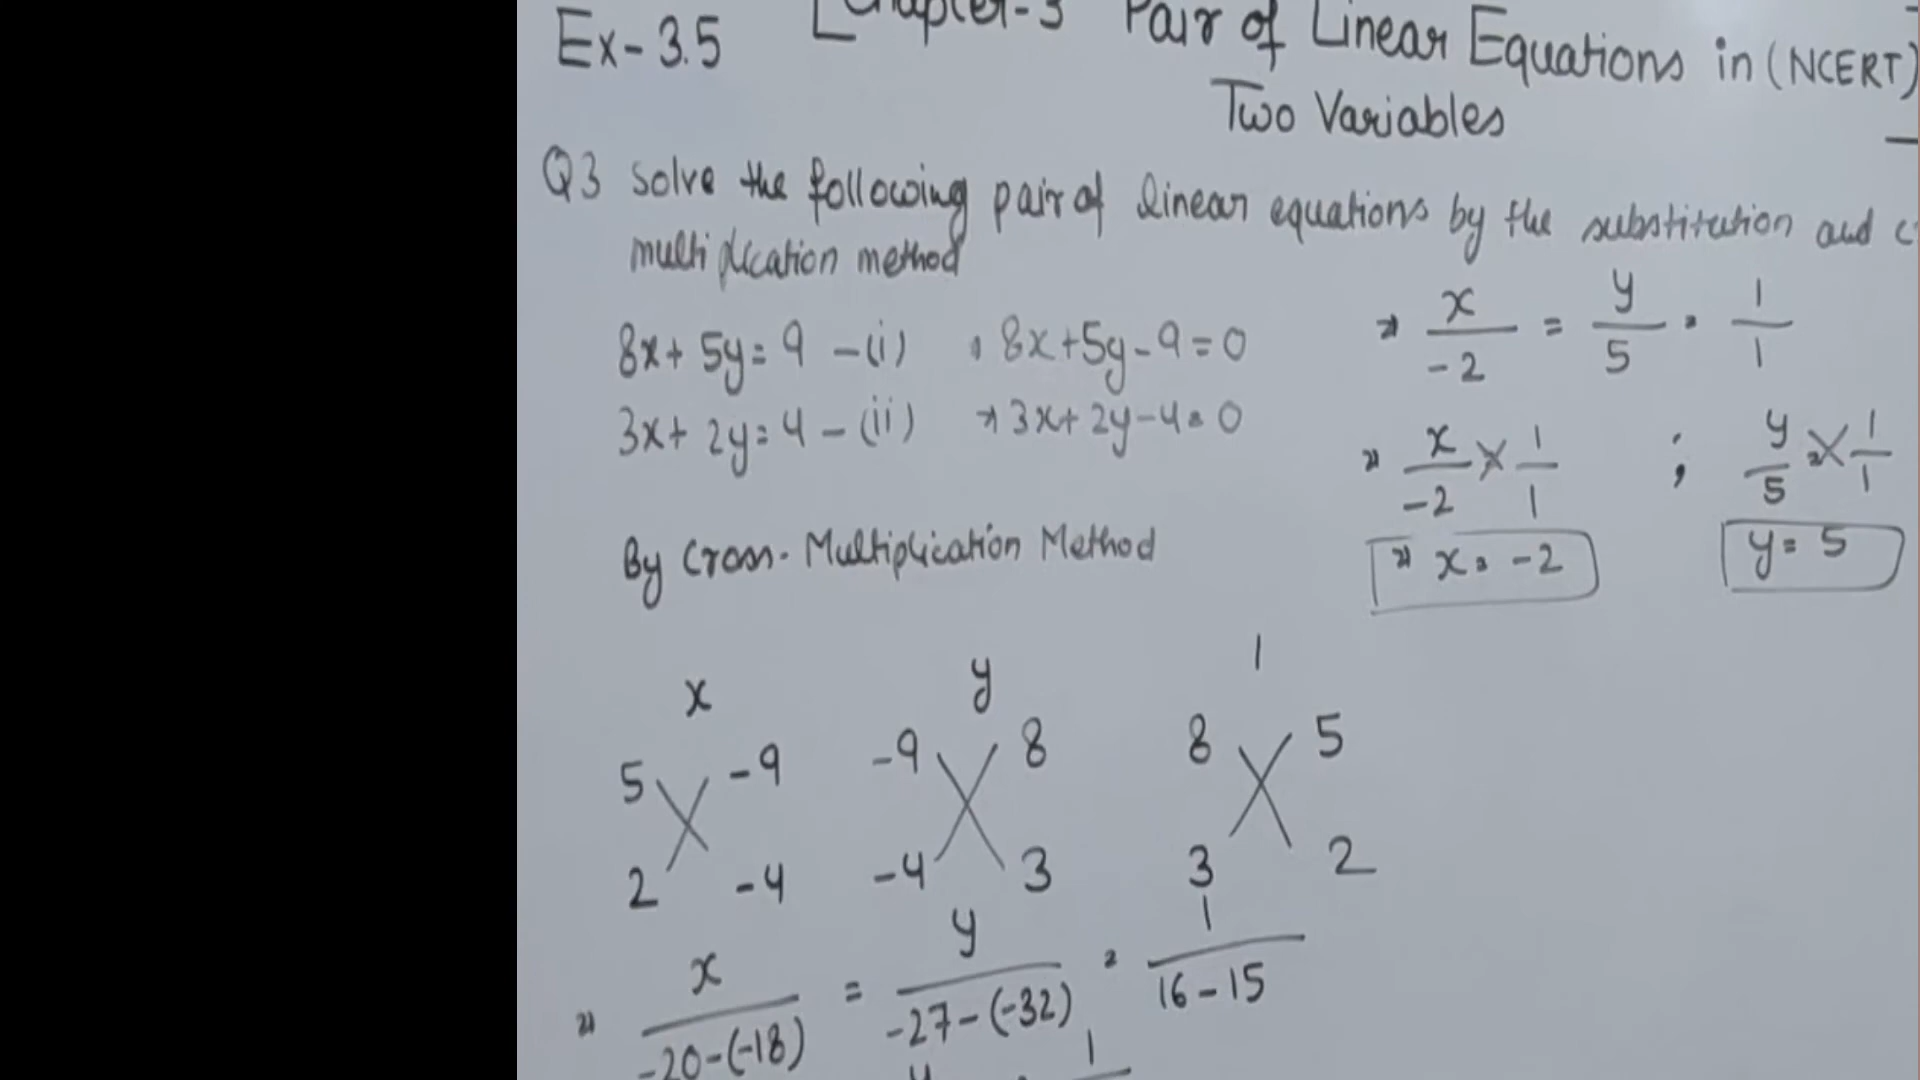 Ex-3.5 [Chapter-3 Pair of Linear Equations in (NCERT)
Two Variables
Q3 Solve the following pair of linear equations by the substitution and
multiplication method
8x + 5y = 9 - (i) ⇒ 8x + 5y - 9 = 0
3x + 2y = 4 - (ii) ⇒ 3x + 2y - 4 = 0
By Cross-Multiplication Method
x y 1
5 -9 -9 8 8 5
2 -4 -4 3 3 2
⇒ x/-20-(-18) = y/-27-(-32) = 1/16-15
⇒ x/-2 = y/5 = 1/1
⇒ x/-2 × 1/1 ; y/5 × 1/1
⇒ x = -2 y = 5